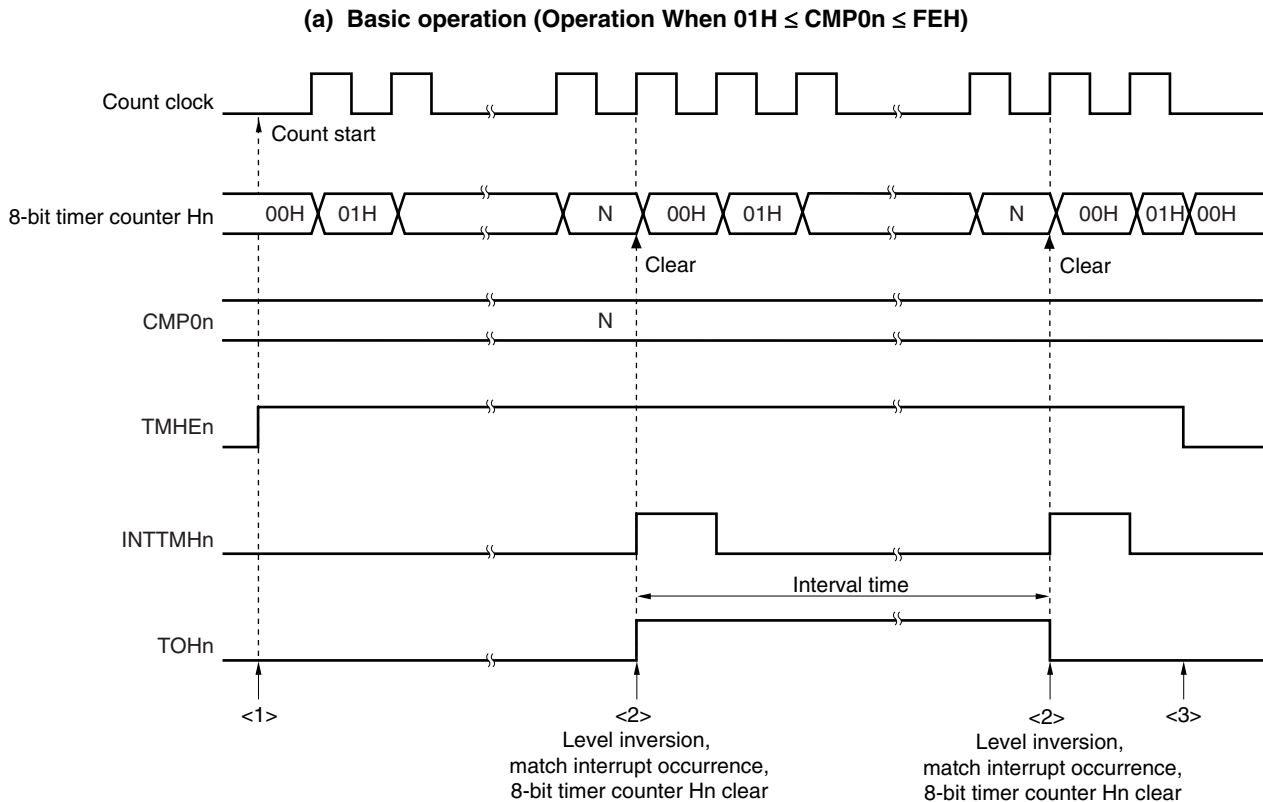 (a) Basic operation (Operation When 01H ≤ CMP0n ≤ FEH)
Count clock
Count start
8-bit timer counter Hn
00H 01H N 00H 01H N 00H 01H 00H
Clear Clear
CMP0n
N
TMHEn
INTTMHn
Interval time
TOHn
<1> <2> <2> <3>
Level inversion,
match interrupt occurrence,
8-bit timer counter Hn clear
Level inversion,
match interrupt occurrence,
8-bit timer counter Hn clear